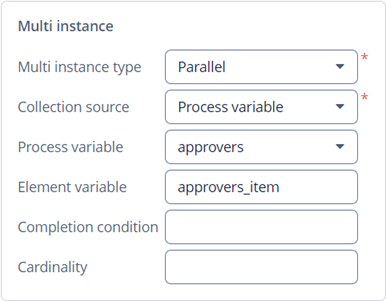 Multi instance
Multi instance type Parallel *
Collection source Process variable *
Process variable approvers
Element variable approvers_item
Completion condition
Cardinality